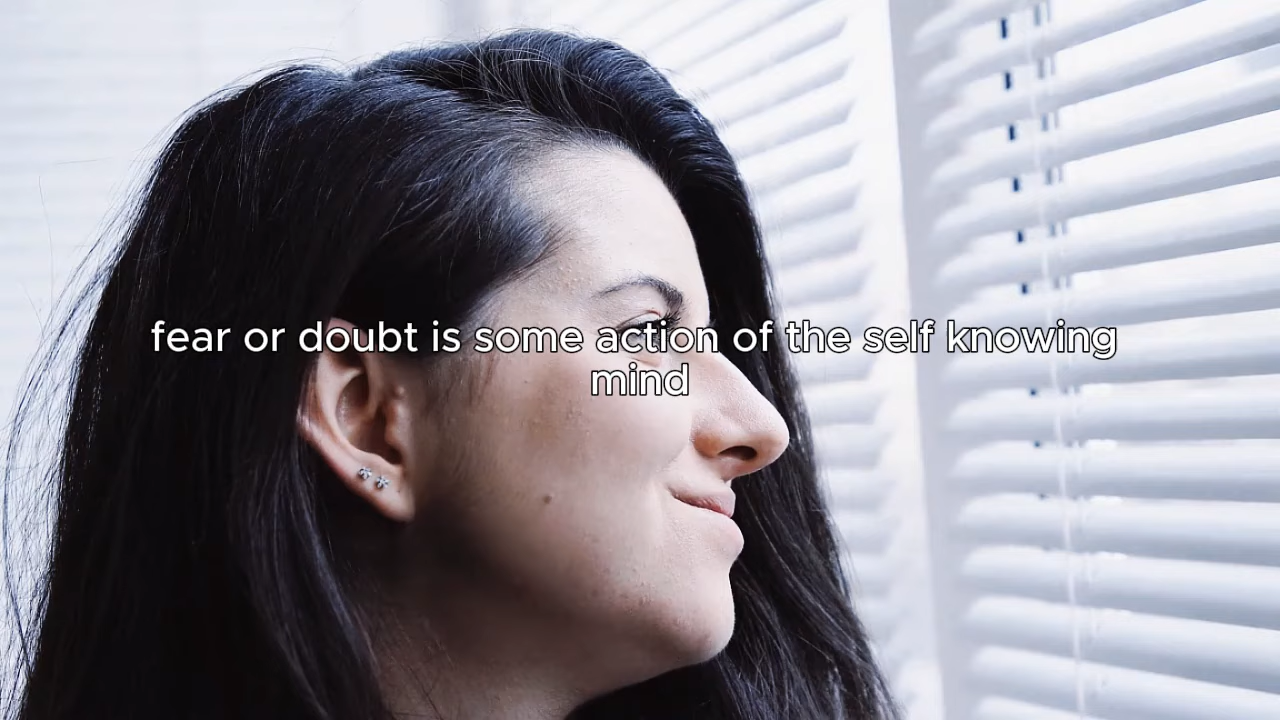 fear or doubt is some action of the self knowing
mind